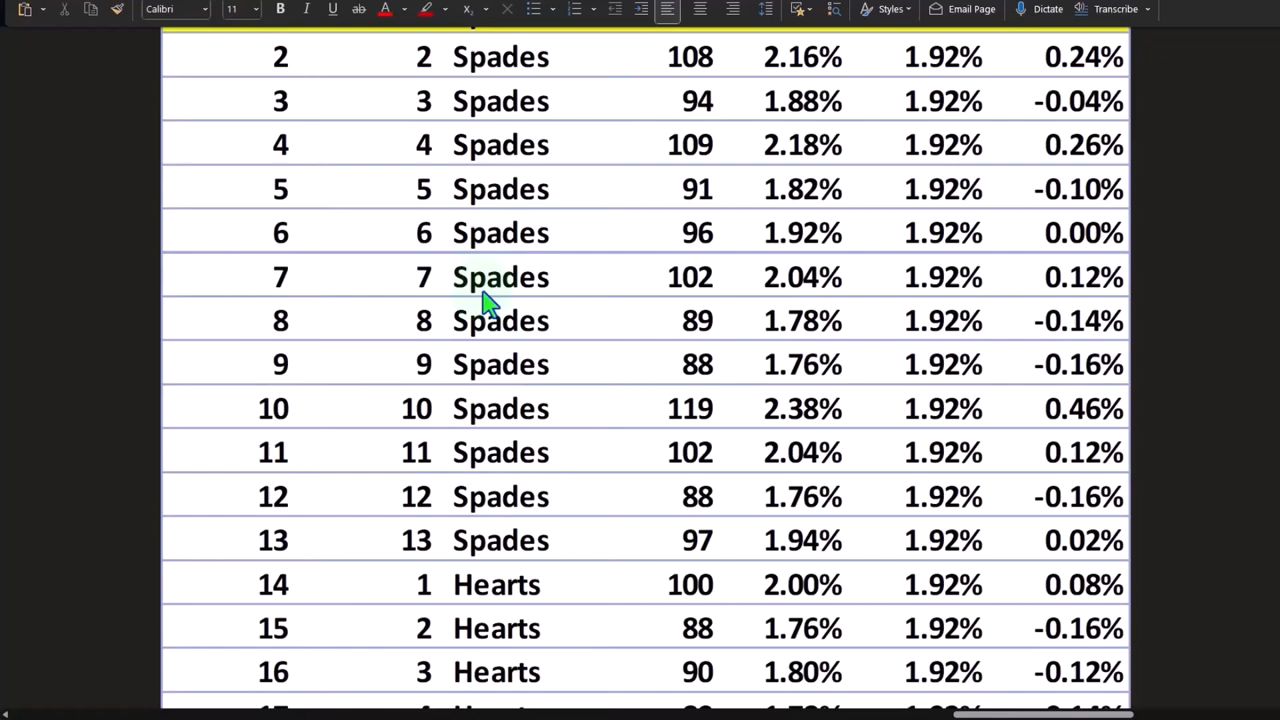 Calibri 11 B I U ab A x Styles Email Page Dictate Transcribe
2 2 Spades 108 2.16% 1.92% 0.24%
3 3 Spades 94 1.88% 1.92% -0.04%
4 4 Spades 109 2.18% 1.92% 0.26%
5 5 Spades 91 1.82% 1.92% -0.10%
6 6 Spades 96 1.92% 1.92% 0.00%
7 7 Spades 102 2.04% 1.92% 0.12%
8 8 Spades 89 1.78% 1.92% -0.14%
9 9 Spades 88 1.76% 1.92% -0.16%
10 10 Spades 119 2.38% 1.92% 0.46%
11 11 Spades 102 2.04% 1.92% 0.12%
12 12 Spades 88 1.76% 1.92% -0.16%
13 13 Spades 97 1.94% 1.92% 0.02%
14 1 Hearts 100 2.00% 1.92% 0.08%
15 2 Hearts 88 1.76% 1.92% -0.16%
16 3 Hearts 90 1.80% 1.92% -0.12%